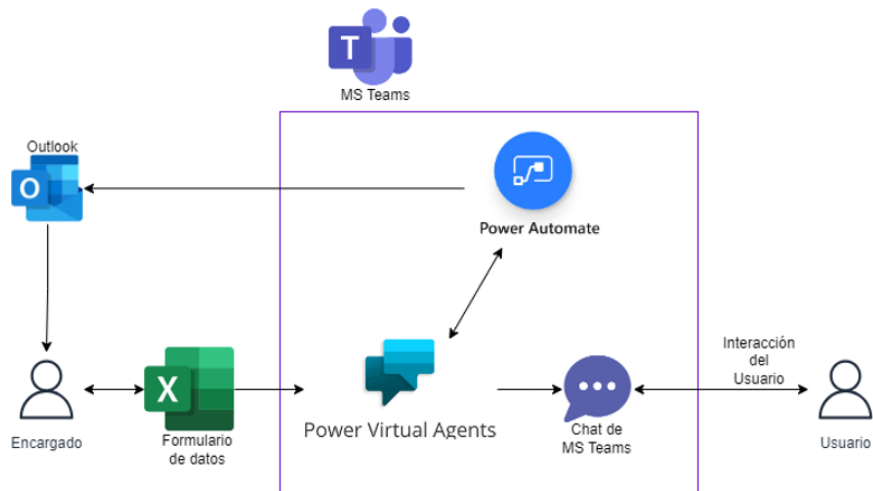 T
MS Teams
Outlook
O
Power Automate
Interacción
del
Usuario
X
Encargado
Formulario
de datos
Power Virtual Agents
Chat de
MS Teams
Usuario